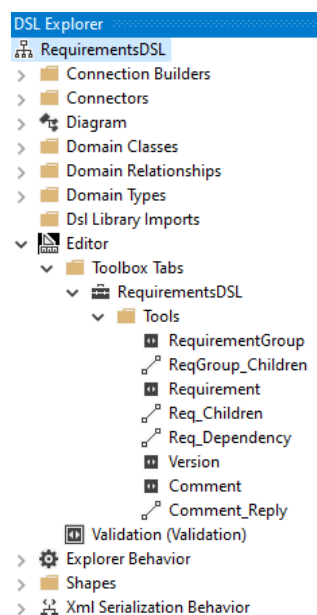 DSL Explorer
RequirementsDSL
Connection Builders
Connectors
Diagram
Domain Classes
Domain Relationships
Domain Types
Dsl Library Imports
Editor
Toolbox Tabs
RequirementsDSL
Tools
RequirementGroup
ReqGroup_Children
Requirement
Req_Children
Req_Dependency
Version
Comment
Comment_Reply
Validation (Validation)
Explorer Behavior
Shapes
Xml Serialization Behavior